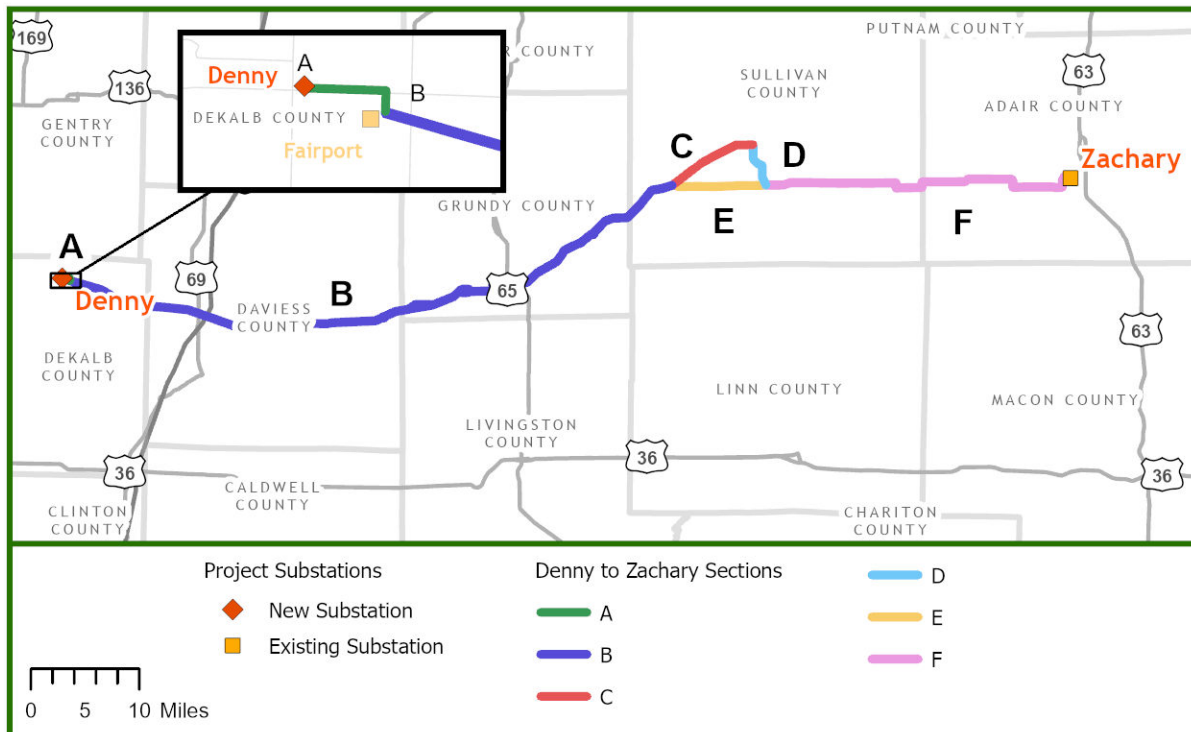 PUTNAM COUNTY
169
R COUNTY
A
SULLIVAN
COUNTY
63
Denny
B
136
ADAIR COUNTY
DEKALB COUNTY
GENTRY
COUNTY
Fairport
C
D
Zachary
GRUNDY COUNTY
E
F
A
69
65
Denny
B
DAVIESS
COUNTY
63
DEKALB
COUNTY
LINN COUNTY
MACON COUNTY
LIVINGSTON
COUNTY
36
36
36
CALDWELL
COUNTY
CLINTON
COUNTY
CHARITON
COUNTY
Project Substations
New Substation
Existing Substation
Denny to Zachary Sections
A
B
C
D
E
F
0 5 10 Miles